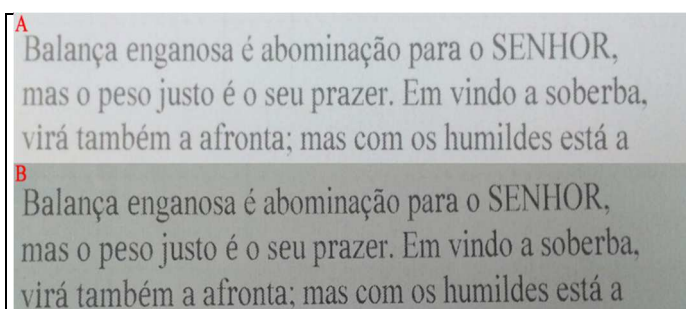 A
Balança enganosa é abominação para o SENHOR,
mas o peso justo é o seu prazer. Em vindo a soberba,
virá também a afronta; mas com os humildes está a
B
Balança enganosa é abominação para o SENHOR,
mas o peso justo é o seu prazer. Em vindo a soberba,
virá também a afronta; mas com os humildes está a